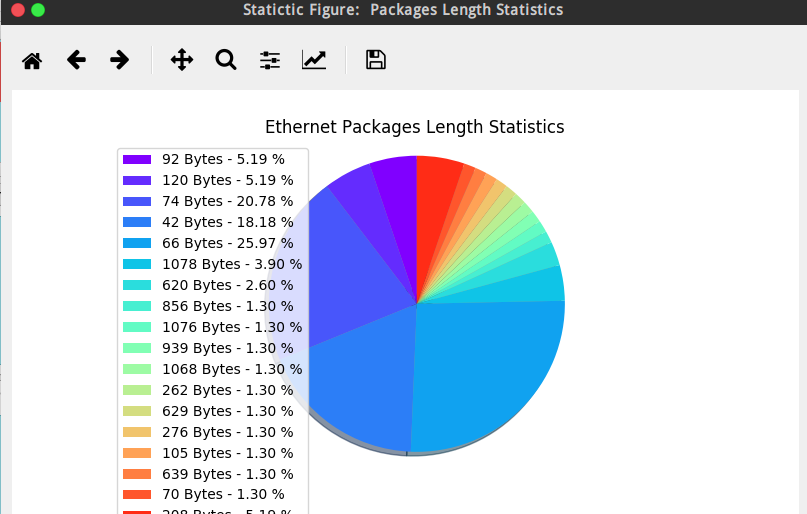 Statictic Figure:  Packages Length Statistics
Ethernet Packages Length Statistics
92 Bytes - 5.19 %
120 Bytes - 5.19 %
74 Bytes - 20.78 %
42 Bytes - 18.18 %
66 Bytes - 25.97 %
1078 Bytes - 3.90 %
620 Bytes - 2.60 %
856 Bytes - 1.30 %
1076 Bytes - 1.30 %
939 Bytes - 1.30 %
1068 Bytes - 1.30 %
262 Bytes - 1.30 %
629 Bytes - 1.30 %
276 Bytes - 1.30 %
105 Bytes - 1.30 %
639 Bytes - 1.30 %
70 Bytes - 1.30 %
Bytes - 5.19 %